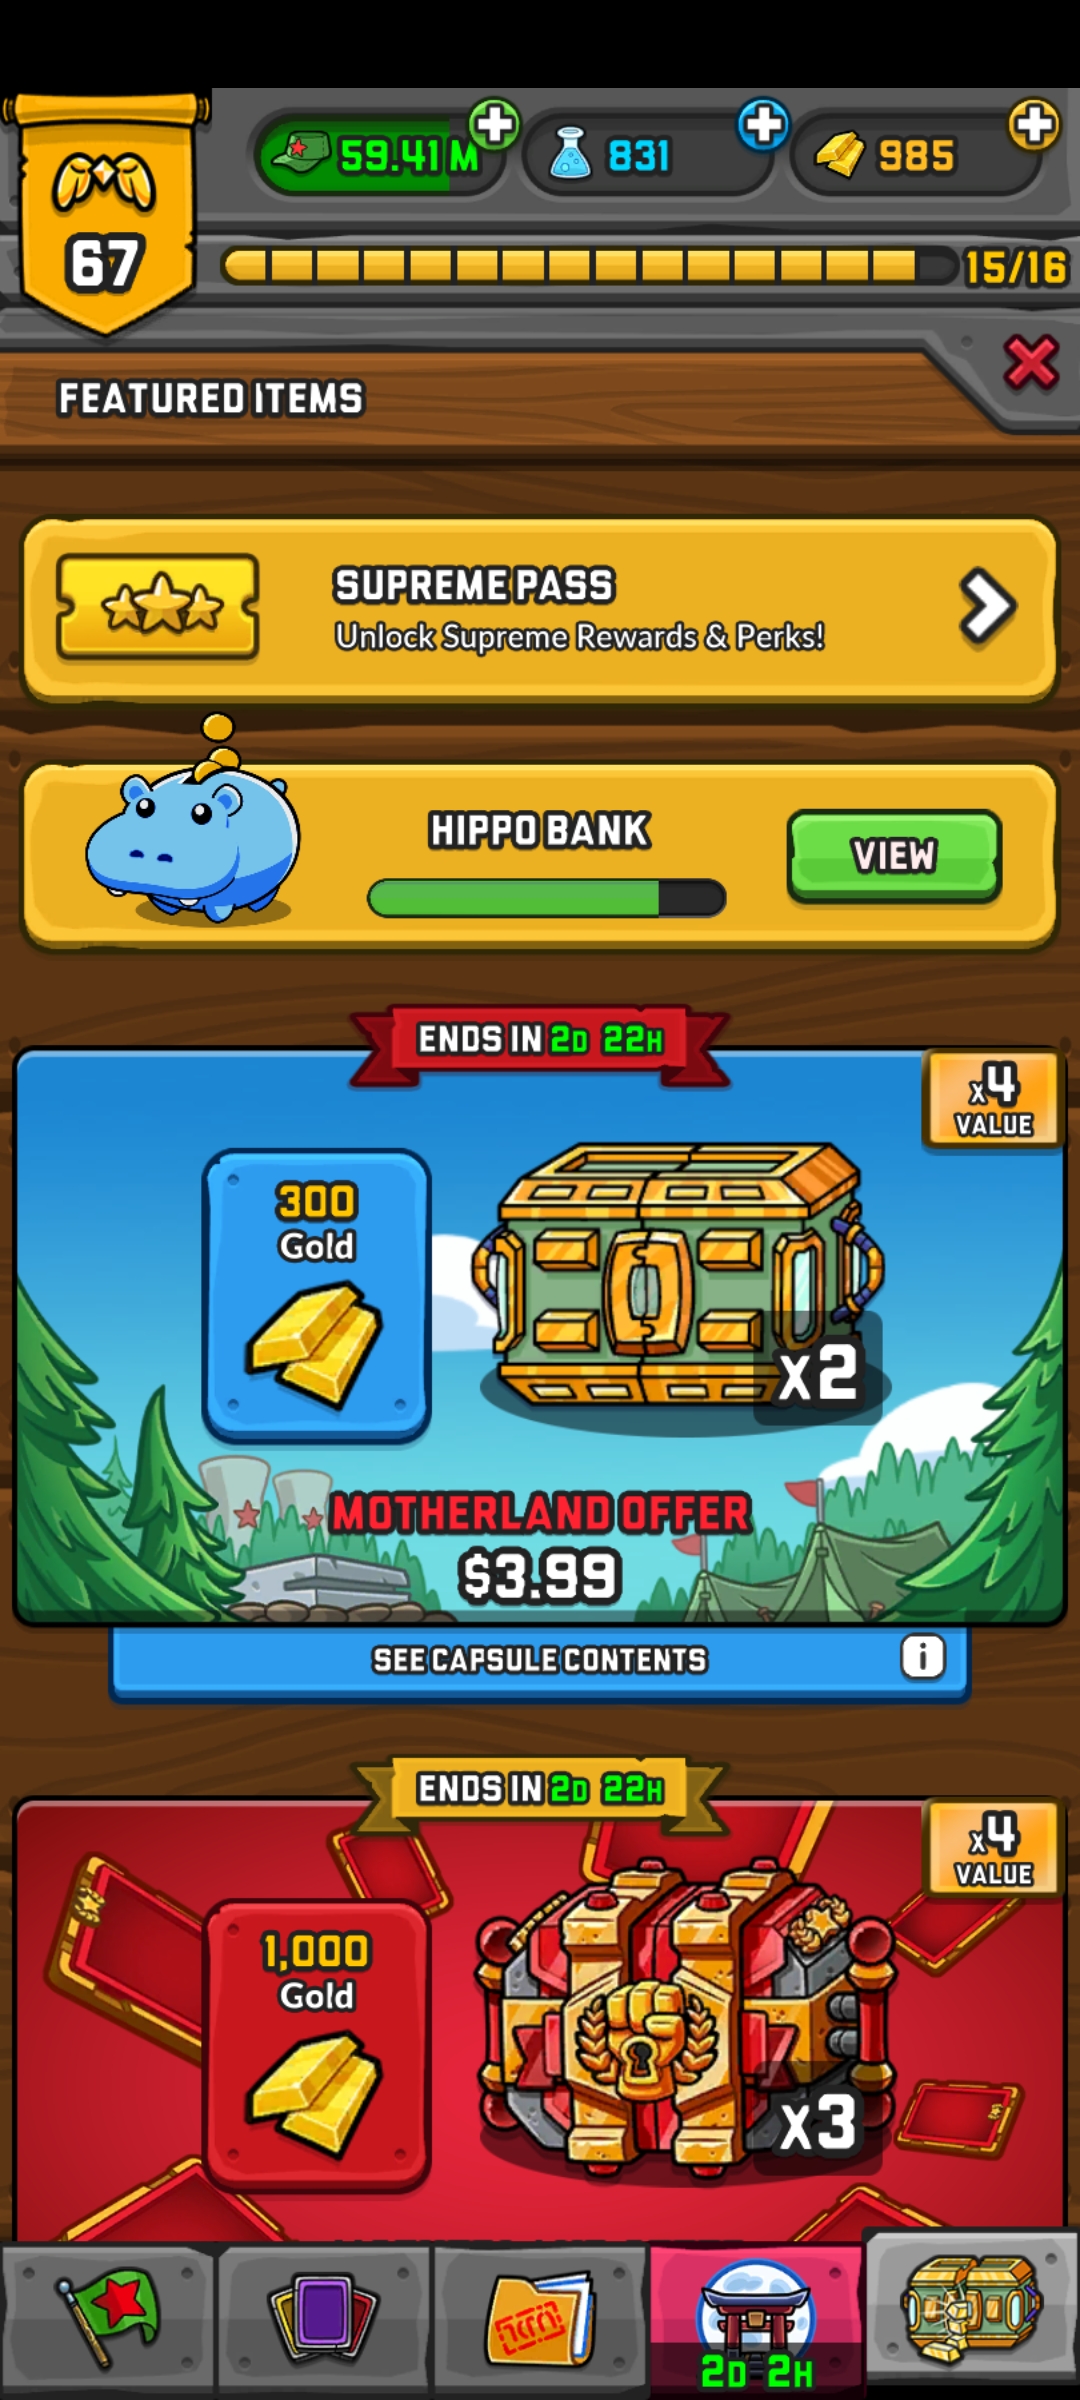 59.41 M
831
985
67
15/16
FEATURED ITEMS
SUPREME PASS
Unlock Supreme Rewards & Perks!
HIPPO BANK
VIEW
ENDS IN 2D 22H
x4
VALUE
300
Gold
x2
MOTHERLAND OFFER
$3.99
SEE CAPSULE CONTENTS
i
ENDS IN 2D 22H
x4
VALUE
1,000
Gold
x3
2D 2H